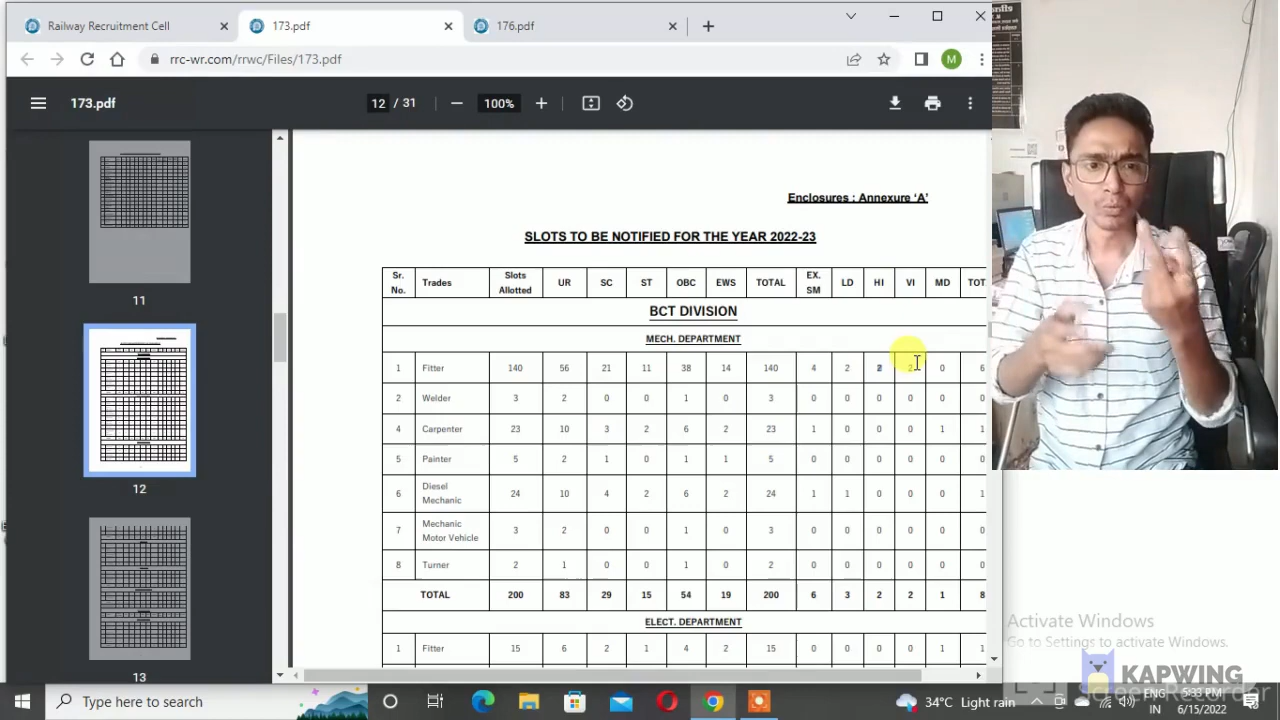 Railway Recruitment Cell
173.pdf
176.pdf
rrcwr.com/rrwc/Files/173.pdf
M
173.pdf
12 / 31
100%
11
12
13
Enclosures : Annexure ‘A’
SLOTS TO BE NOTIFIED FOR THE YEAR 2022-23
Sr. No. Trades Slots Allotted UR SC ST OBC EWS TOTAL EX. SM LD HI VI MD TOT
BCT DIVISION
MECH. DEPARTMENT
1 Fitter 140 56 21 11 38 14 140 4 2 2 2 0 6
2 Welder 3 2 0 0 1 0 3 0 0 0 0 0 0
4 Carpenter 23 10 3 2 6 2 23 1 0 0 0 1 1
5 Painter 5 2 1 0 1 1 5 0 0 0 0 0 0
6 Diesel Mechanic 24 10 4 2 6 2 24 1 1 0 0 0 1
7 Mechanic Motor Vehicle 3 2 0 0 1 0 3 0 0 0 0 0 0
8 Turner 2 1 0 0 1 0 2 0 0 0 0 0 0
TOTAL 200 83 29 15 54 19 200 6 3 2 2 1 8
ELECT. DEPARTMENT
1 Fitter 15 6 2 1 4 2 15 0 0 0 1 1
Activate Windows
Go to Settings to activate Windows.
KAPWING
Screen Recorder
Type here to search
34°C Light rain
ENG
IN
5:33 PM
6/15/2022